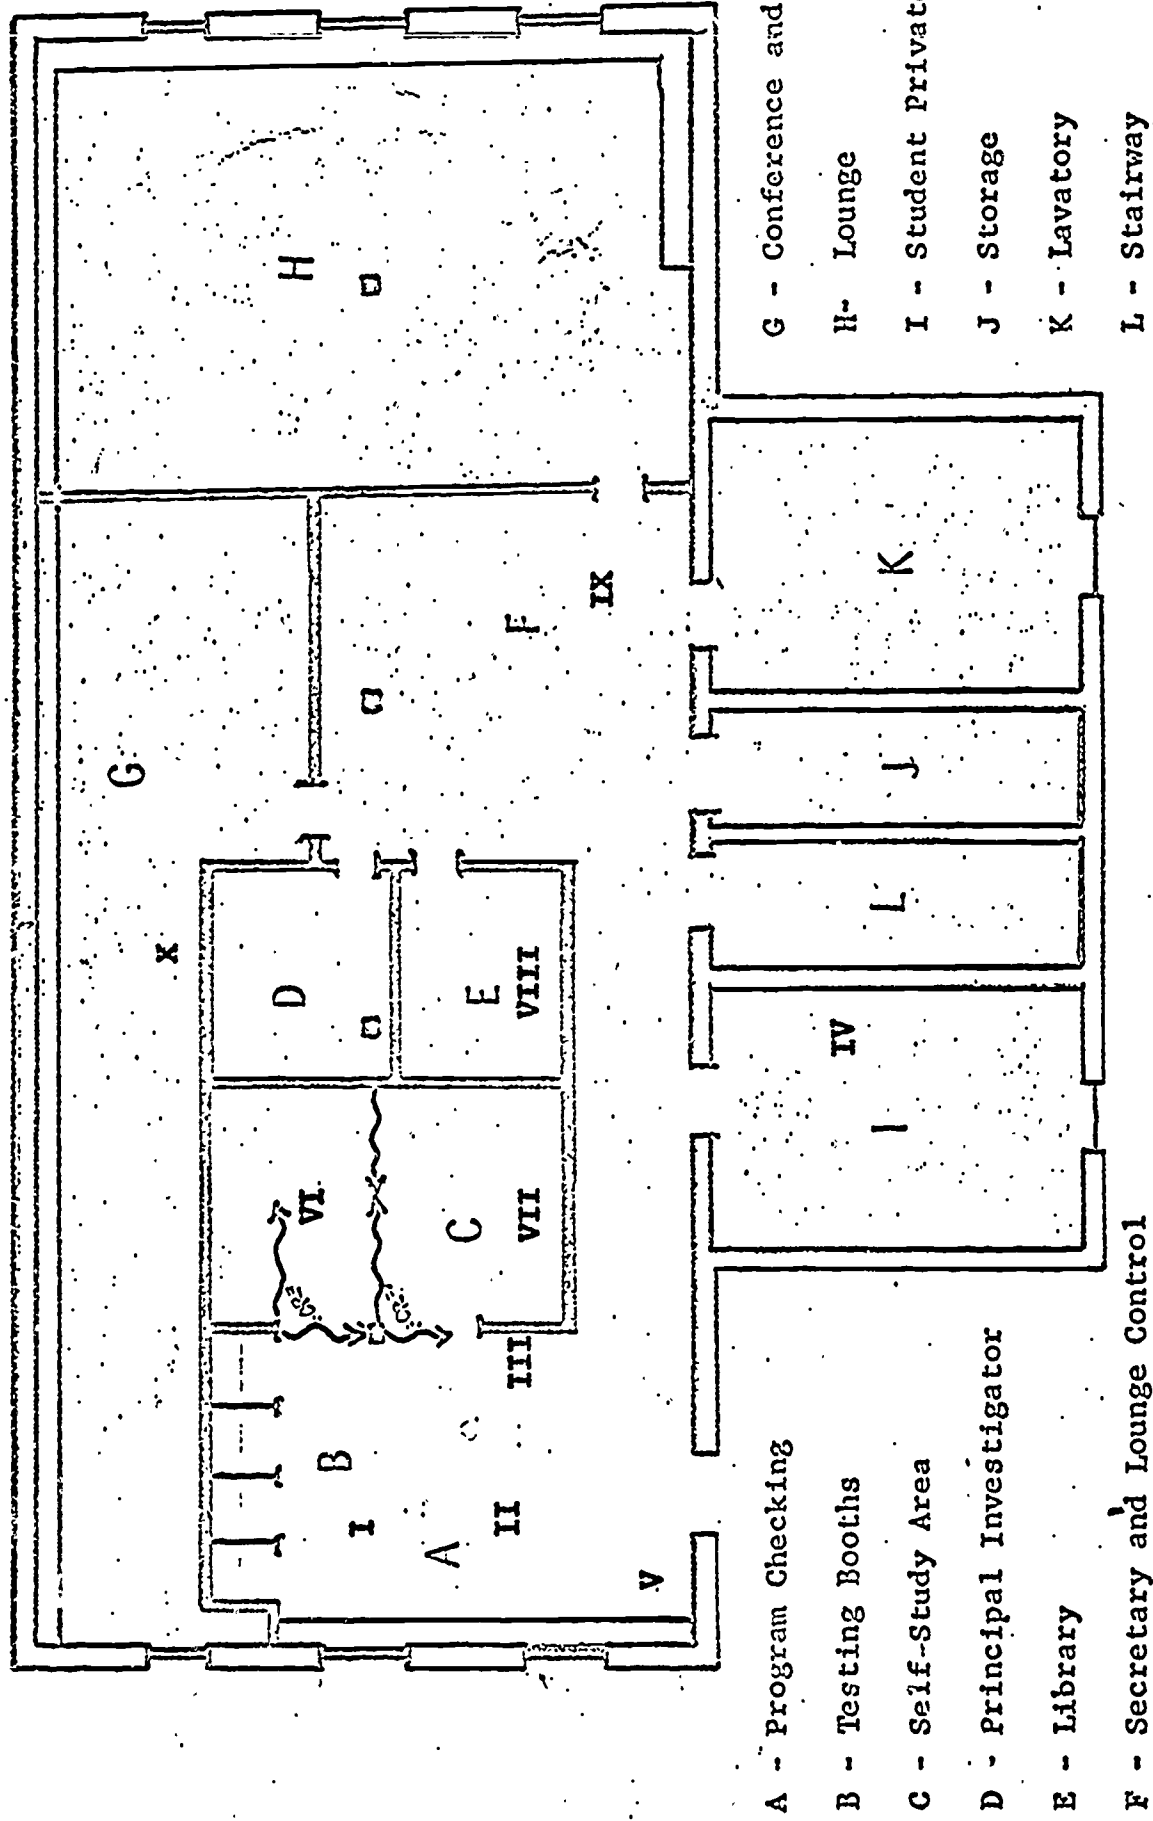 G
H
X
D
F
IX
VI.
E
VIII
K
B
C
VII
J
I
III
L
A
II
IV
V
I
A - Program Checking
B - Testing Booths
C - Self-Study Area
D - Principal Investigator
E - Library
F - Secretary and Lounge Control
G - Conference and
H- Lounge
I - Student
J - Storage
K - Lavatory
L - Stairway